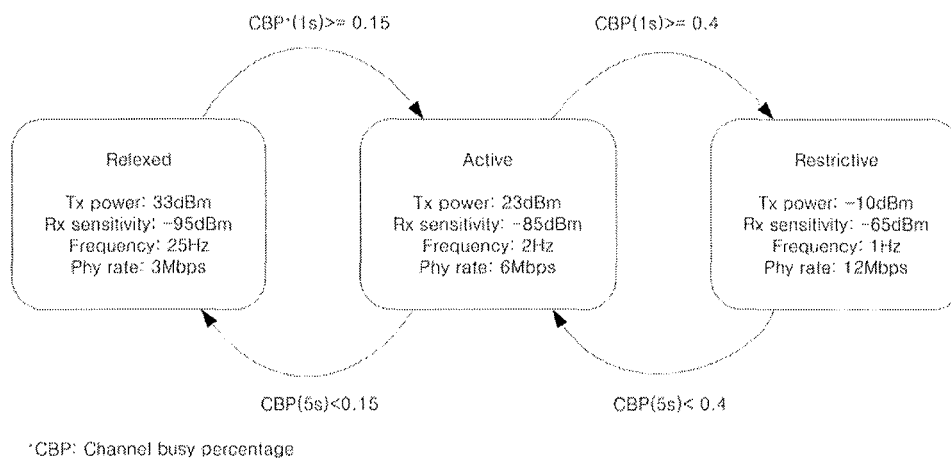 CBP*(1s)>= 0.15
CBP(1s)>= 0.4
Relexed
Tx power: 33dBm
Rx sensitivity: -95dBm
Frequency: 25Hz
Phy rate: 3Mbps
Active
Tx power: 23dBm
Rx sensitivity: -85dBm
Frequency: 2Hz
Phy rate: 6Mbps
Restrictive
Tx power: -10dBm
Rx sensitivity: -65dBm
Frequency: 1Hz
Phy rate: 12Mbps
CBP(5s)<0.15
CBP(5s)< 0.4
*CBP: Channel busy percentage